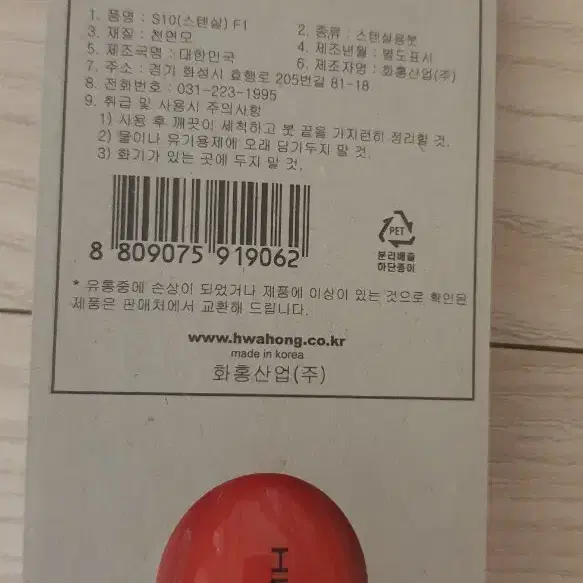 1. 품명 : S10(스텐실) F1
2. 종류 : 스텐실용붓
3. 재질 : 천연모
4. 제조년월 : 별도표시
5. 제조국명 : 대한민국
6. 제조자명 : 화홍산업(주)
7. 주소 : 경기 화성시 효행로 205번길 81-18
8. 전화번호 : 031-223-1995
9. 취급 및 사용시 주의사항
1) 사용 후 깨끗이 세척하고 붓 끝을 가지런히 정리할 것.
2) 물이나 유기용제에 오래 담가두지 말 것.
3) 화기가 있는 곳에 두지 말 것.
8 809075 919062
PET
분리배출
하단종이
* 유통중에 손상이 되었거나 제품에 이상이 있는 것으로 확인된
제품은 판매처에서 교환해 드립니다.
www.hwahong.co.kr
made in korea
화홍산업(주)